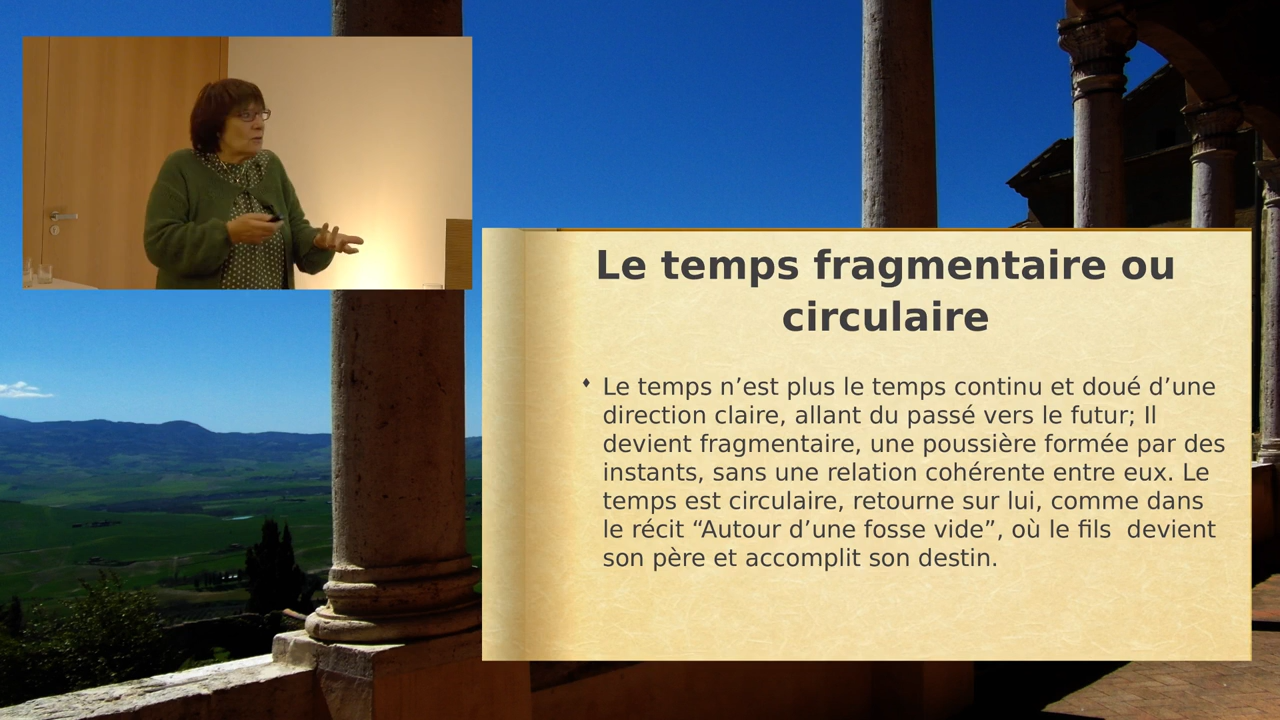 Le temps fragmentaire ou
circulaire
Le temps n’est plus le temps continu et doué d’une
direction claire, allant du passé vers le futur; Il
devient fragmentaire, une poussière formée par des
instants, sans une relation cohérente entre eux. Le
temps est circulaire, retourne sur lui, comme dans
le récit “Autour d’une fosse vide”, où le fils  devient
son père et accomplit son destin.